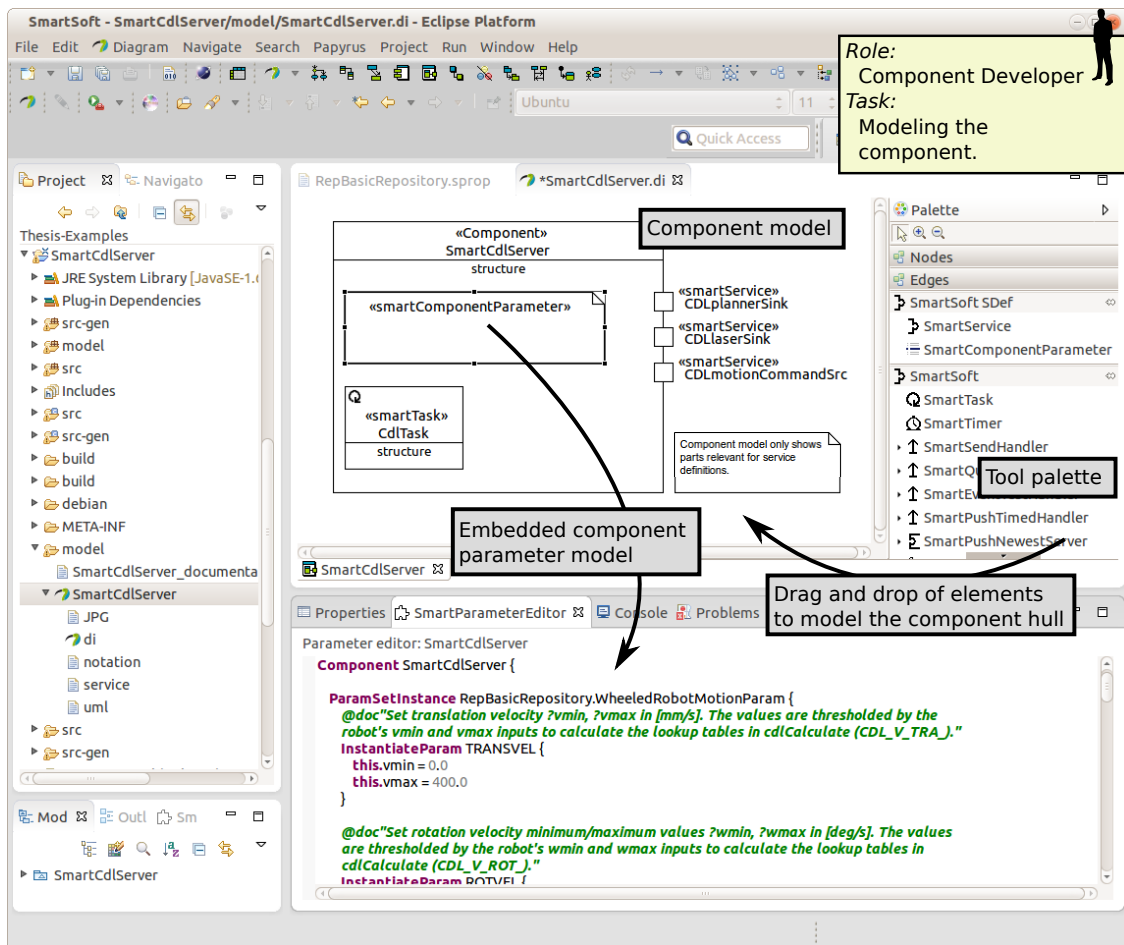 SmartSoft - SmartCdlServer/model/SmartCdlServer.di - Eclipse Platform
File Edit Diagram Navigate Search Papyrus Project Run Window Help
Role:
Component Developer
Task:
Modeling the
component.
Ubuntu
11
Quick Access
Project
Navigato
Thesis-Examples
SmartCdlServer
JRE System Library [JavaSE-1.
Plug-in Dependencies
src-gen
model
src
Includes
src
src-gen
build
build
debian
META-INF
model
SmartCdlServer_documenta
SmartCdlServer
JPG
di
notation
service
uml
src
src-gen
Mod
Outl
Sm
SmartCdlServer
RepBasicRepository.sprop
*SmartCdlServer.di
Component model
«Component»
SmartCdlServer
structure
«smartComponentParameter»
«smartService»
CDLplannerSink
«smartService»
CDLlaserSink
«smartService»
CDLmotionCommandSrc
«smartTask»
CdlTask
structure
Component model only shows
parts relevant for service
definitions.
Embedded component
parameter model
SmartCdlServer
Palette
Nodes
Edges
SmartSoft SDef
SmartService
SmartComponentParameter
SmartSoft
SmartTask
SmartTimer
SmartSendHandler
Tool palette
SmartPushTimedHandler
SmartPushNewestServer
Drag and drop of elements
to model the component hull
Properties
SmartParameterEditor
Console
Problems
Parameter editor: SmartCdlServer
Component SmartCdlServer {
ParamSetInstance RepBasicRepository.WheeledRobotMotionParam {
@doc"Set translation velocity ?vmin, ?vmax in [mm/s]. The values are thresholded by the
robot's vmin and vmax inputs to calculate the lookup tables in cdlCalculate (CDL_V_TRA_)."
InstantiateParam TRANSVEL {
this.vmin = 0.0
this.vmax = 400.0
}
@doc"Set rotation velocity minimum/maximum values ?wmin, ?wmax in [deg/s]. The values
are thresholded by the robot's wmin and wmax inputs to calculate the lookup tables in
cdlCalculate (CDL_V_ROT_)."
InstantiateParam ROTVEL {